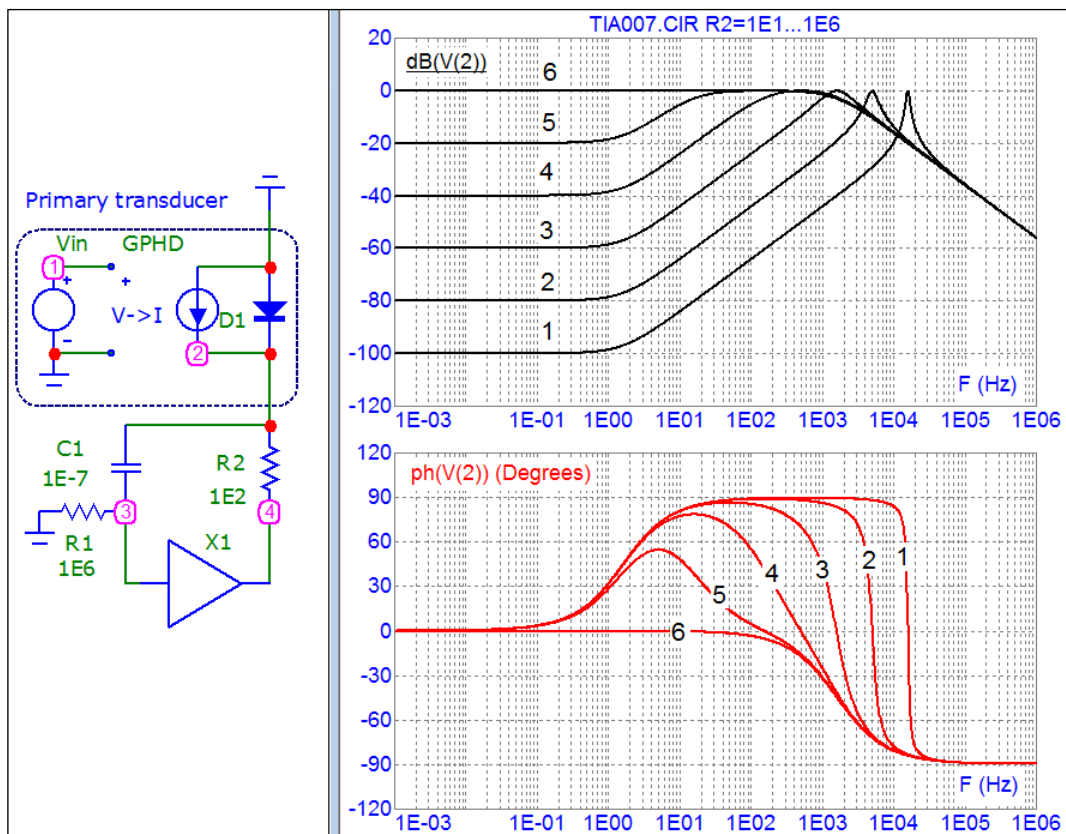 Primary transducer
Vin GPHD
1
+
+
V->I
D1
-
2
C1
1E-7
R2
1E2
3
4
R1
1E6
X1
TIA007.CIR R2=1E1...1E6
dB(V(2))
20
0
-20
-40
-60
-80
-100
-120
6
5
4
3
2
1
F (Hz)
1E-03 1E-01 1E00 1E01 1E02 1E03 1E04 1E05 1E06
ph(V(2)) (Degrees)
120
90
60
30
0
-30
-60
-90
-120
6
5
4
3
2
1
F (Hz)
1E-03 1E-01 1E00 1E01 1E02 1E03 1E04 1E05 1E06